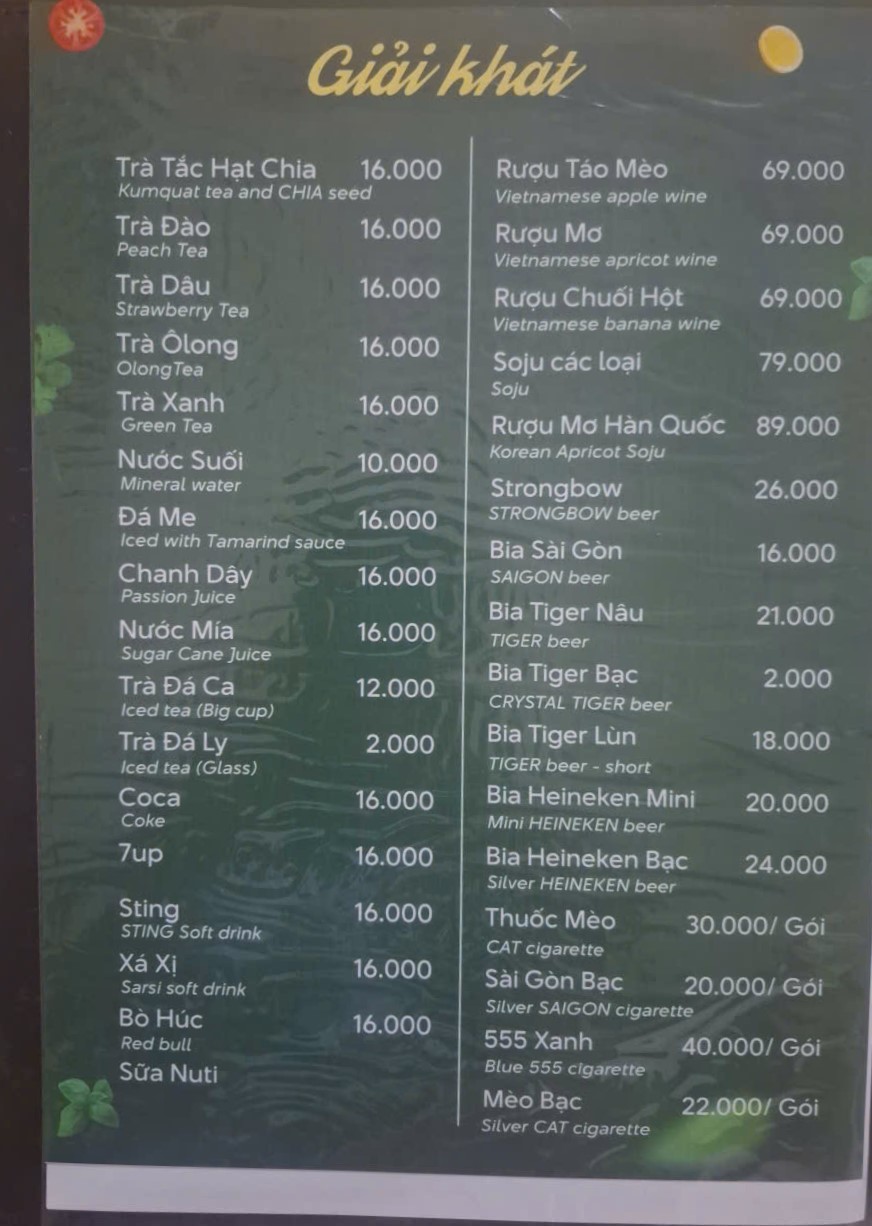 Giải khát
Trà Tắc Hạt Chia 16.000
Kumquat tea and CHIA seed
Trà Đào 16.000
Peach Tea
Trà Dâu 16.000
Strawberry Tea
Trà Ôlong 16.000
OlongTea
Trà Xanh 16.000
Green Tea
Nước Suối 10.000
Mineral water
Đá Me 16.000
Iced with Tamarind sauce
Chanh Dây 16.000
Passion Juice
Nước Mía 16.000
Sugar Cane Juice
Trà Đá Ca 12.000
Iced tea (Big cup)
Trà Đá Ly 2.000
Iced tea (Glass)
Coca 16.000
Coke
7up 16.000
Sting 16.000
STING Soft drink
Xá Xị 16.000
Sarsi soft drink
Bò Húc 16.000
Red bull
Sữa Nuti
Rượu Táo Mèo 69.000
Vietnamese apple wine
Rượu Mơ 69.000
Vietnamese apricot wine
Rượu Chuối Hột 69.000
Vietnamese banana wine
Soju các loại 79.000
Soju
Rượu Mơ Hàn Quốc 89.000
Korean Apricot Soju
Strongbow 26.000
STRONGBOW beer
Bia Sài Gòn 16.000
SAIGON beer
Bia Tiger Nâu 21.000
TIGER beer
Bia Tiger Bạc 2.000
CRYSTAL TIGER beer
Bia Tiger Lùn 18.000
TIGER beer - short
Bia Heineken Mini 20.000
Mini HEINEKEN beer
Bia Heineken Bạc 24.000
Silver HEINEKEN beer
Thuốc Mèo 30.000/ Gói
CAT cigarette
Sài Gòn Bạc 20.000/ Gói
Silver SAIGON cigarette
555 Xanh 40.000/ Gói
Blue 555 cigarette
Mèo Bạc 22.000/ Gói
Silver CAT cigarette